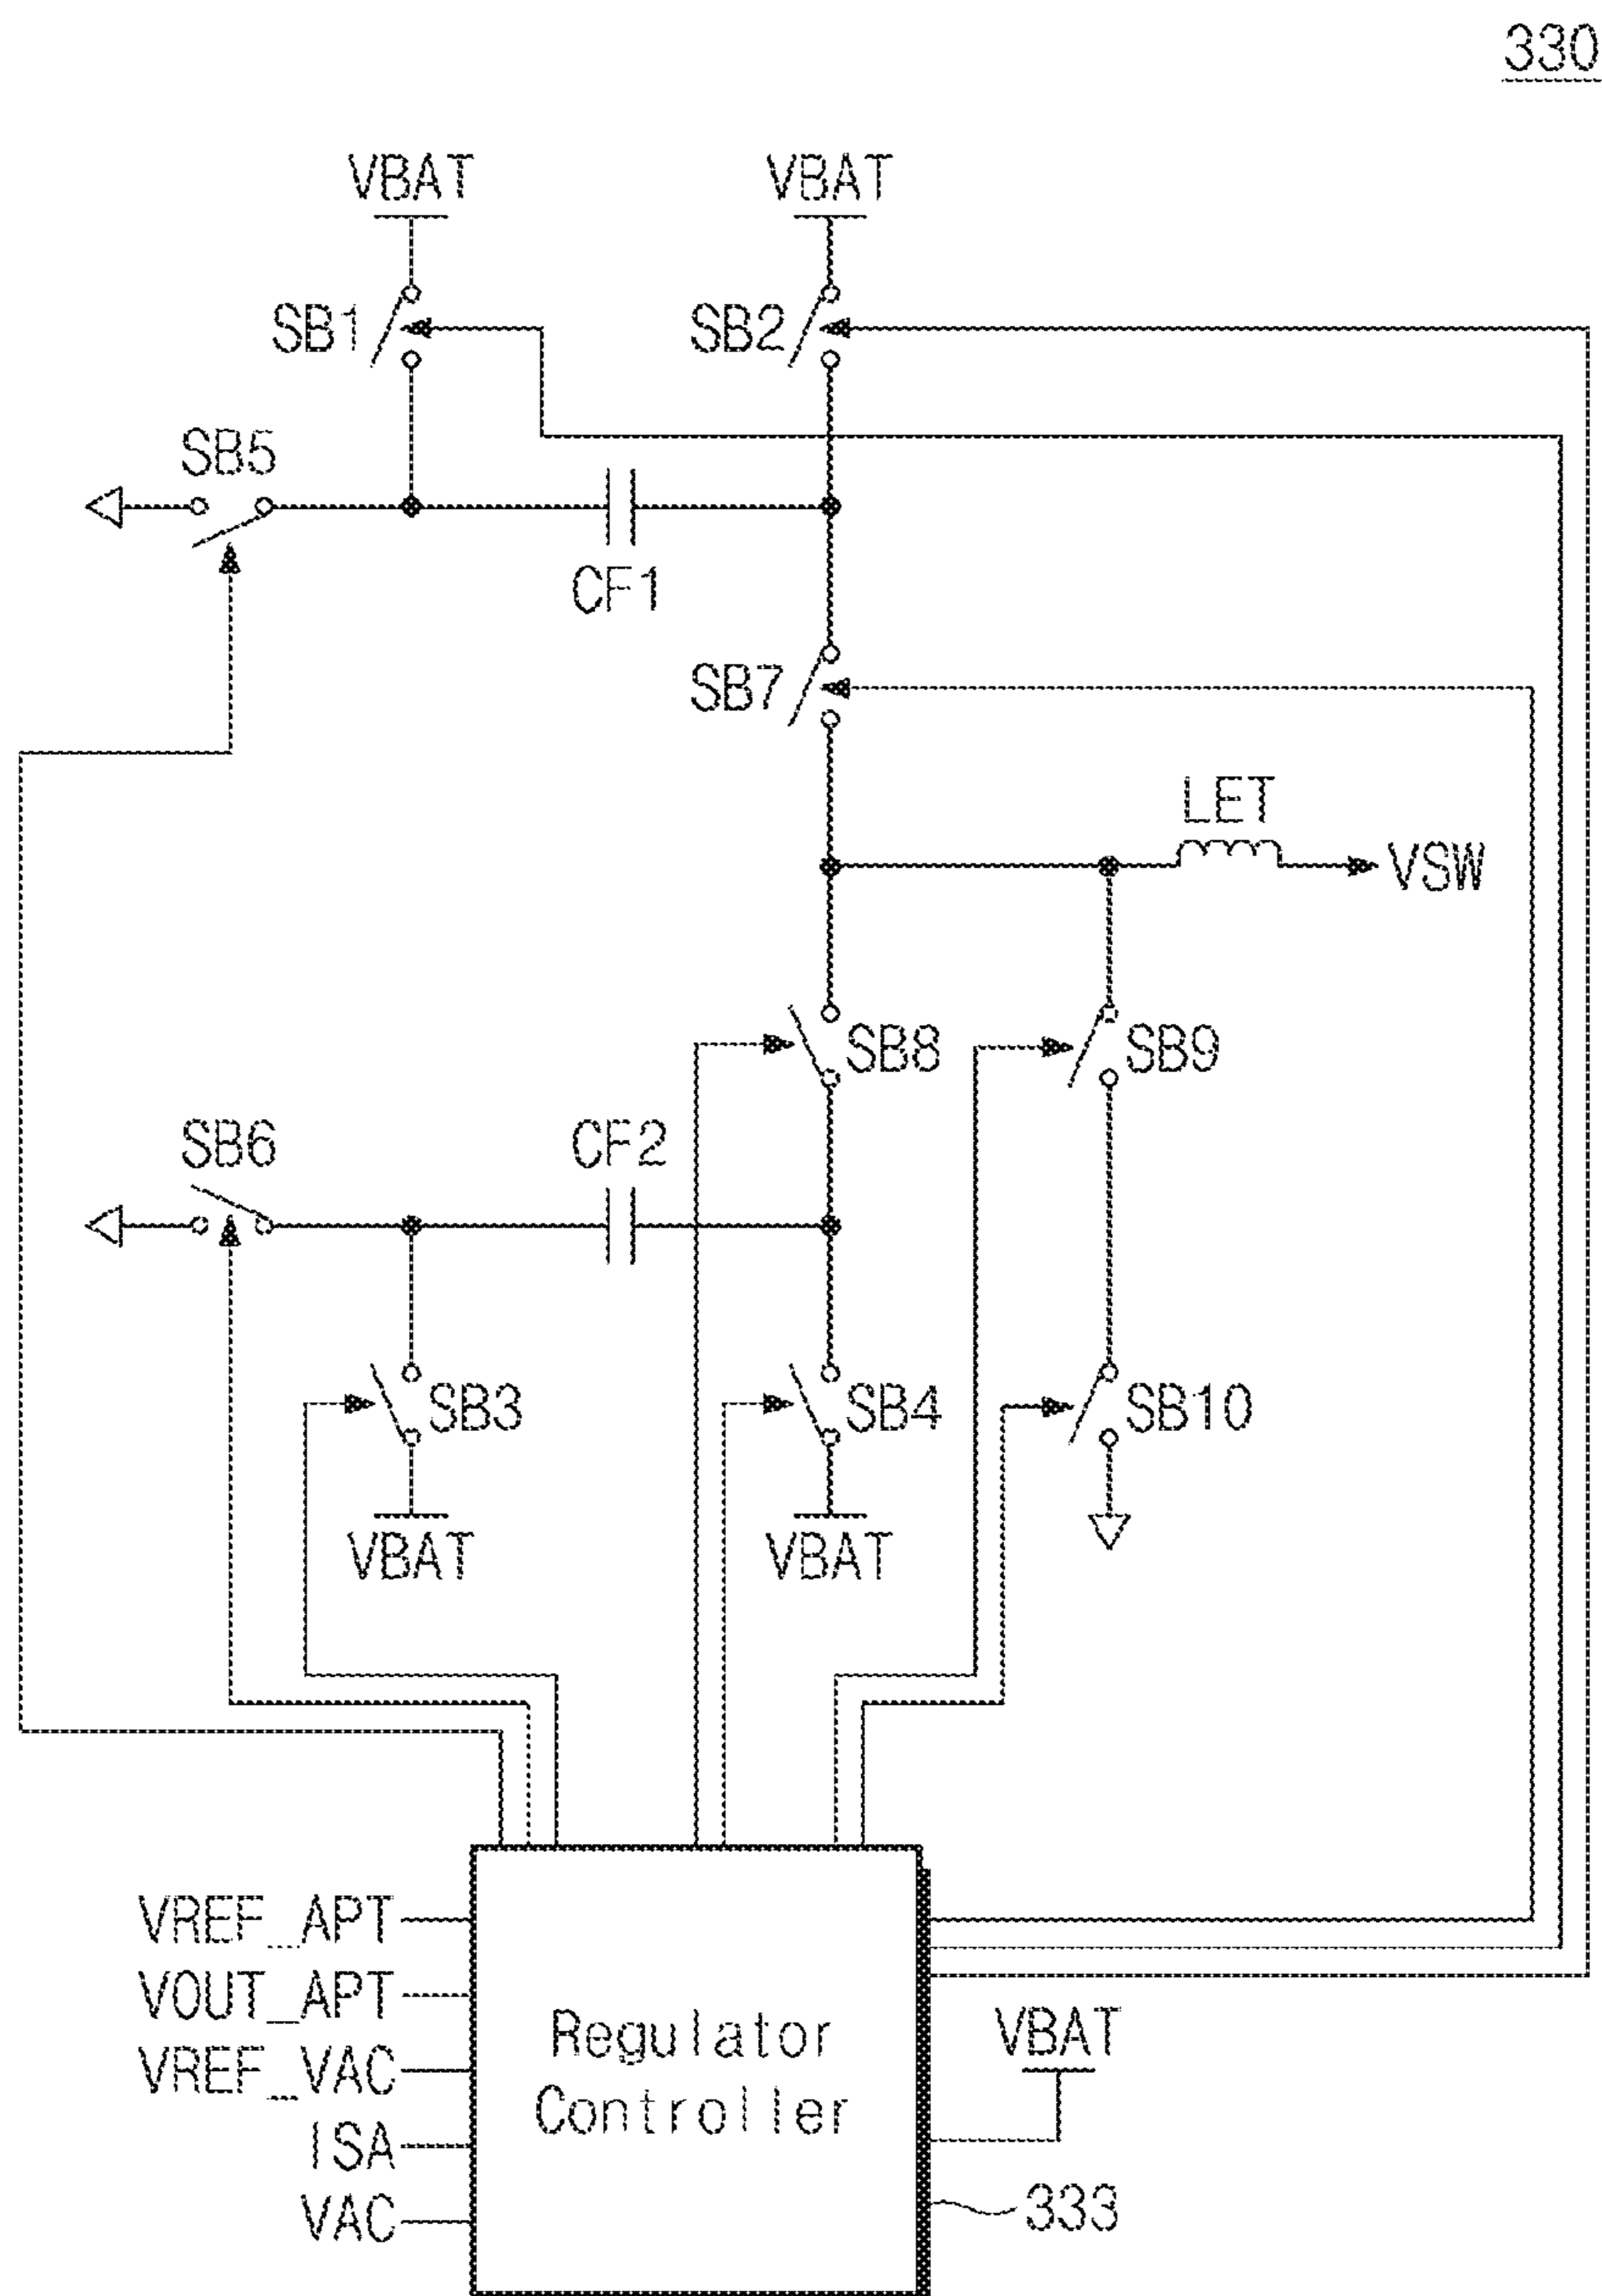 330
VBAT VBAT
SB1 SB2
SB5
CF1
SB7
LET
VSW
SB8 SB9
SB6 CF2
SB3 SB4 SB10
VBAT VBAT
VREF_APT
VOUT_APT
VREF_VAC
ISA
VAC
Regulator
Controller
VBAT
333